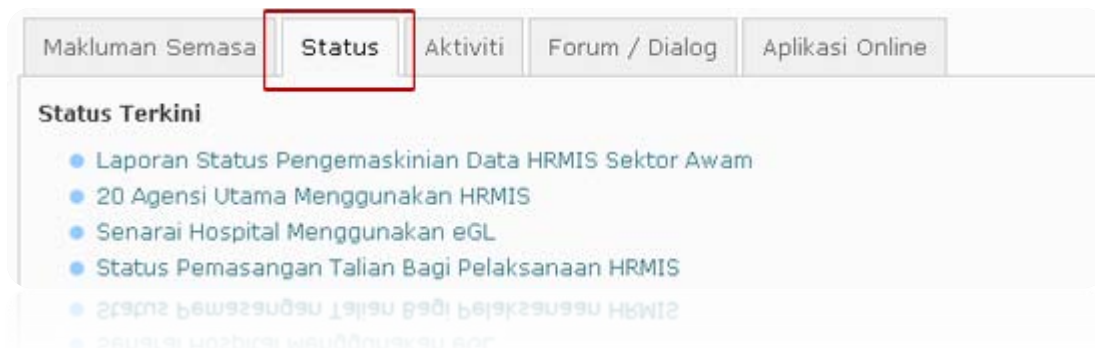 Makluman Semasa Status Aktiviti Forum / Dialog Aplikasi Online
Status Terkini
Laporan Status Pengemaskinian Data HRMIS Sektor Awam
20 Agensi Utama Menggunakan HRMIS
Senarai Hospital Menggunakan eGL
Status Pemasangan Talian Bagi Pelaksanaan HRMIS